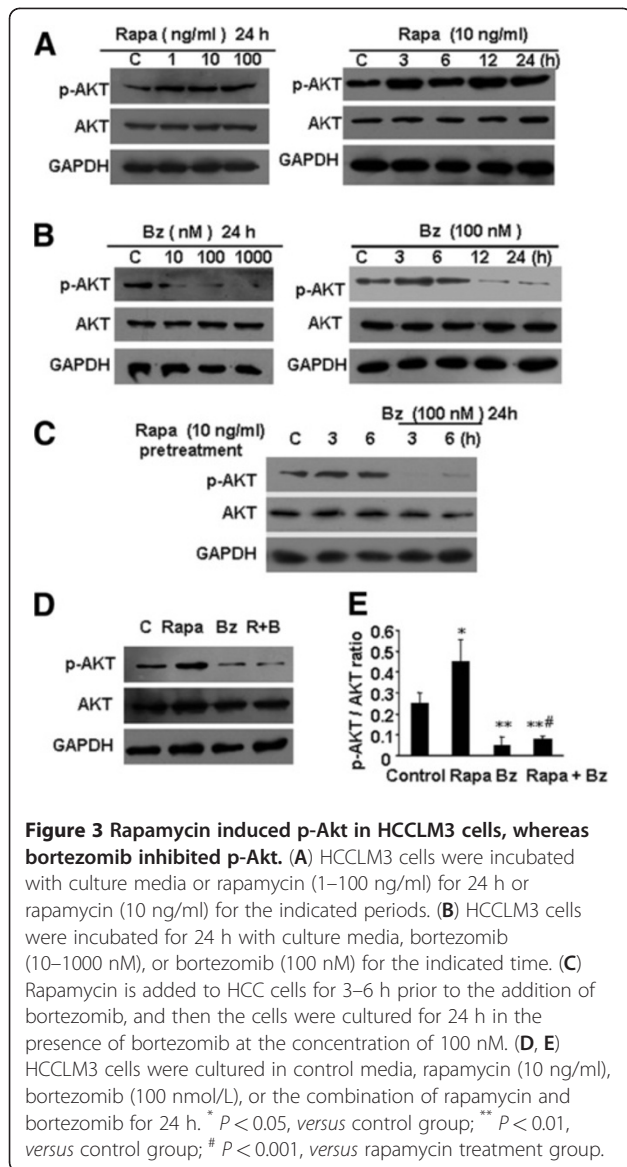 A
Rapa ( ng/ml ) 24 h
C 1 10 100
p-AKT
AKT
GAPDH
Rapa (10 ng/ml)
C 3 6 12 24 (h)
p-AKT
AKT
GAPDH
B
Bz ( nM ) 24 h
C 10 100 1000
p-AKT
AKT
GAPDH
Bz (100 nM )
C 3 6 12 24 (h)
p-AKT
AKT
GAPDH
C
Bz (100 nM ) 24h
Rapa (10 ng/ml) C 3 6 3 6 (h)
pretreatment
p-AKT
AKT
GAPDH
D
C Rapa Bz R+B
p-AKT
AKT
GAPDH
E
p-AKT / AKT ratio
0.6
0.5
0.4
0.3
0.2
0.1
0
*
**
**#
Control Rapa Bz Rapa + Bz
Figure 3 Rapamycin induced p-Akt in HCCLM3 cells, whereas
bortezomib inhibited p-Akt. (A) HCCLM3 cells were incubated
with culture media or rapamycin (1–100 ng/ml) for 24 h or
rapamycin (10 ng/ml) for the indicated periods. (B) HCCLM3 cells
were incubated for 24 h with culture media, bortezomib
(10–1000 nM), or bortezomib (100 nM) for the indicated time. (C)
Rapamycin is added to HCC cells for 3–6 h prior to the addition of
bortezomib, and then the cells were cultured for 24 h in the
presence of bortezomib at the concentration of 100 nM. (D, E)
HCCLM3 cells were cultured in control media, rapamycin (10 ng/ml),
bortezomib (100 nmol/L), or the combination of rapamycin and
bortezomib for 24 h. * P < 0.05, versus control group; ** P < 0.01,
versus control group; # P < 0.001, versus rapamycin treatment group.